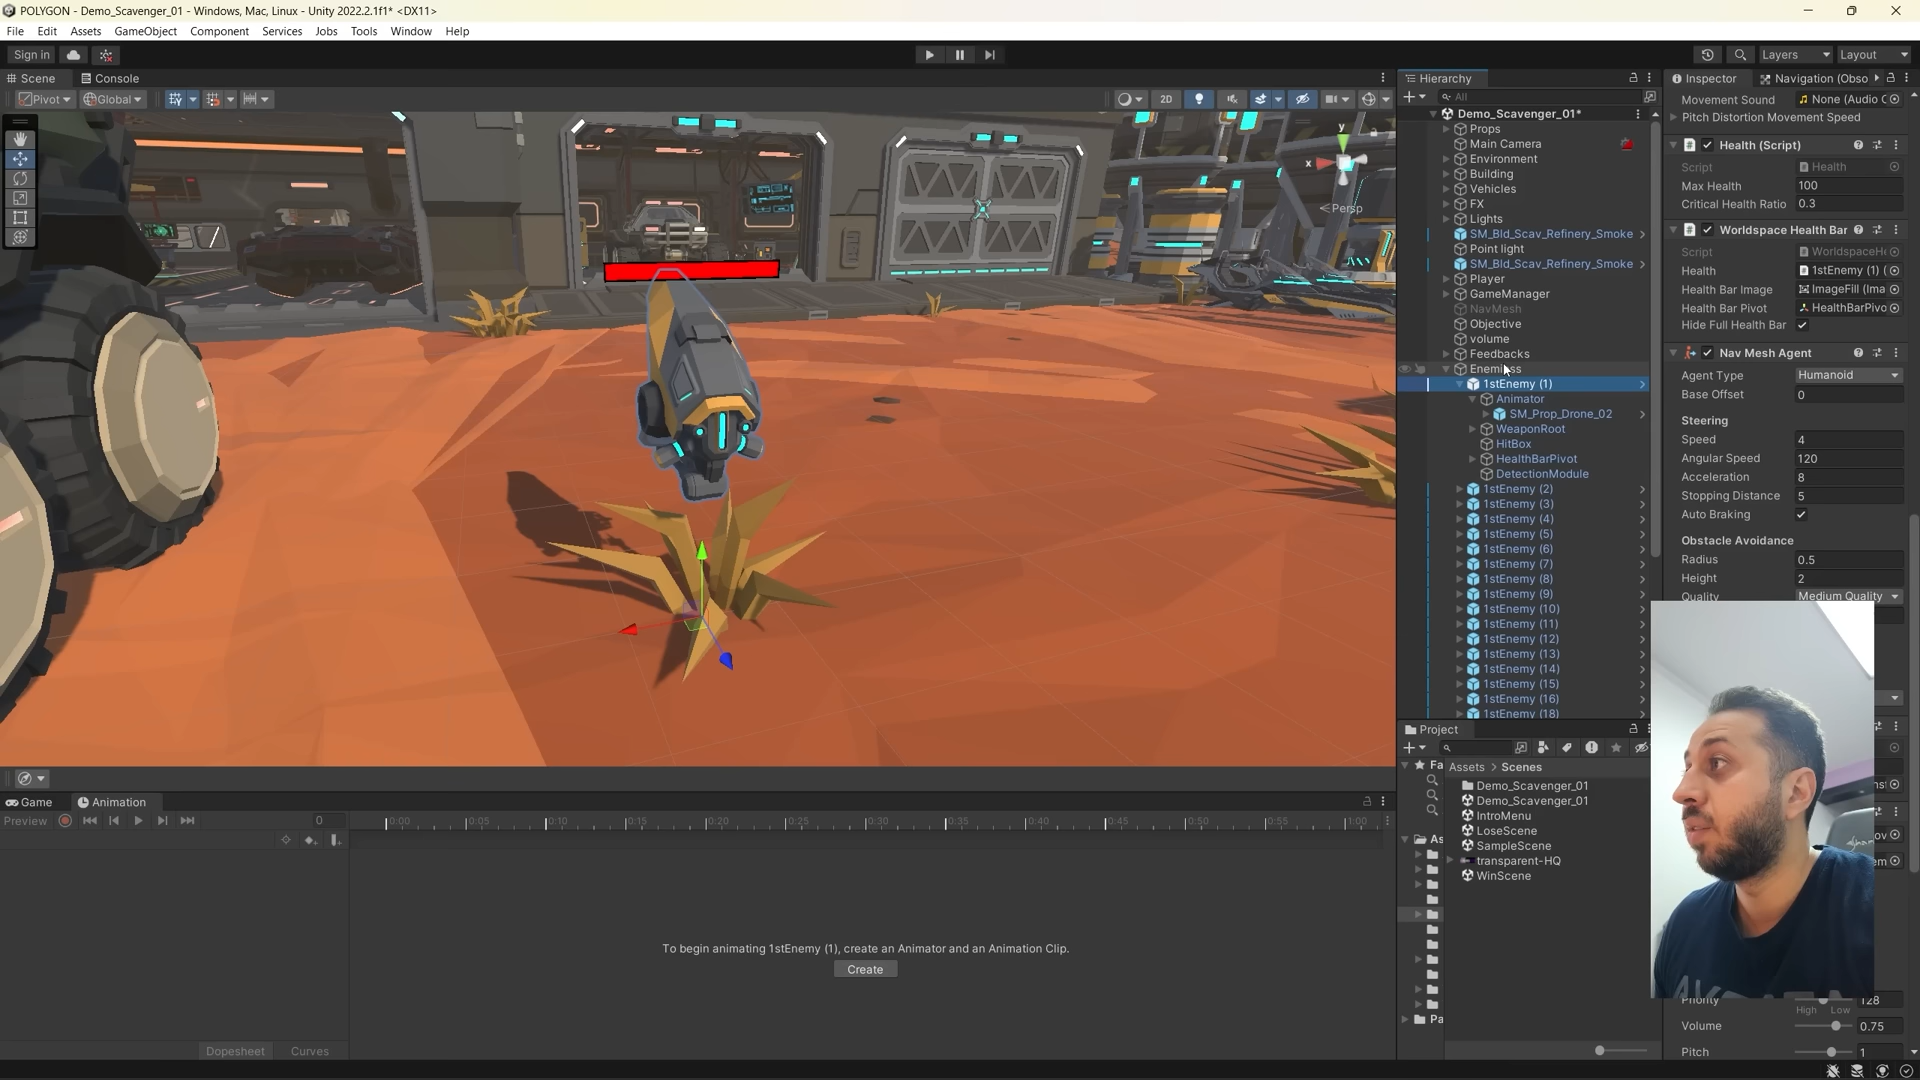 POLYGON - Demo_Scavenger_01 - Windows, Mac, Linux - Unity 2022.2.1f1* <DX11>
File Edit Assets GameObject Component Services Jobs Tools Window Help
Sign in
Layers Layout
Scene Console
Pivot Global 2D
y
x
Persp
Game Animation
Preview 0
0:00 0:05 0:10 0:15 0:20 0:25 0:30 0:35 0:40 0:45 0:50 0:55 1:00
To begin animating 1stEnemy (1), create an Animator and an Animation Clip.
Create
Dopesheet Curves
Hierarchy
All
Demo_Scavenger_01*
Props
Main Camera
Environment
Building
Vehicles
FX
Lights
SM_Bld_Scav_Refinery_Smoke
Point light
SM_Bld_Scav_Refinery_Smoke
Player
GameManager
NavMesh
Objective
volume
Feedbacks
1stEnemy (1)
Animator
SM_Prop_Drone_02
WeaponRoot
HitBox
HealthBarPivot
DetectionModule
1stEnemy (2)
1stEnemy (3)
1stEnemy (4)
1stEnemy (5)
1stEnemy (6)
1stEnemy (7)
1stEnemy (8)
1stEnemy (9)
1stEnemy (10)
1stEnemy (11)
1stEnemy (12)
1stEnemy (13)
1stEnemy (14)
1stEnemy (15)
1stEnemy (16)
1stEnemy (18)
Project
Fa
As
Pa
Assets > Scenes
Demo_Scavenger_01
Demo_Scavenger_01
IntroMenu
LoseScene
SampleScene
transparent-HQ
WinScene
Inspector Navigation (Obso
Movement Sound None (Audio C
Pitch Distortion Movement Speed
Health (Script)
Script Health
Max Health 100
Critical Health Ratio 0.3
Worldspace Health Bar
Script WorldspaceHe
Health 1stEnemy (1) (
Health Bar Image ImageFill (Ima
Health Bar Pivot HealthBarPivo
Hide Full Health Bar
Nav Mesh Agent
Agent Type Humanoid
Base Offset 0
Steering
Speed 4
Angular Speed 120
Acceleration 8
Stopping Distance 5
Auto Braking
Obstacle Avoidance
Radius 0.5
Height 2
Quality Medium Quality
Priority 128
High Low
Volume 0.75
Pitch 1